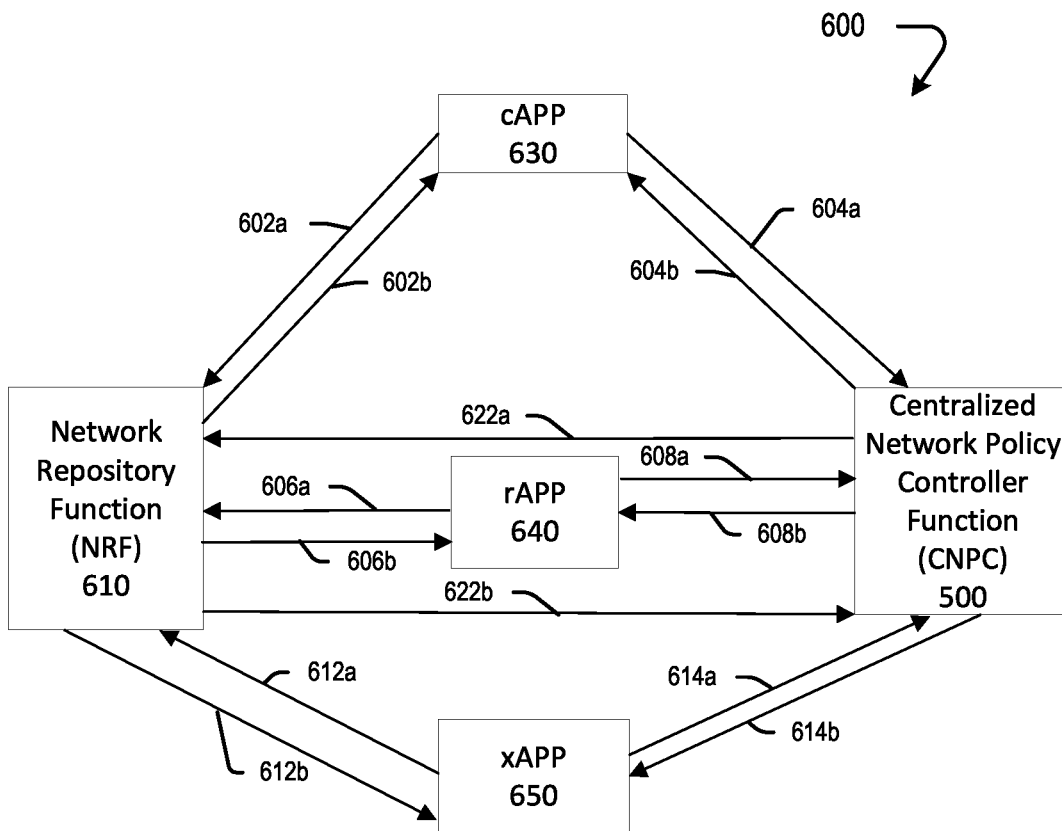 600
cAPP
630
602a
602b
604a
604b
Network
Repository
Function
(NRF)
610
622a
606a
606b
rAPP
640
608a
608b
622b
Centralized
Network Policy
Controller
Function
(CNPC)
500
612a
612b
xAPP
650
614a
614b